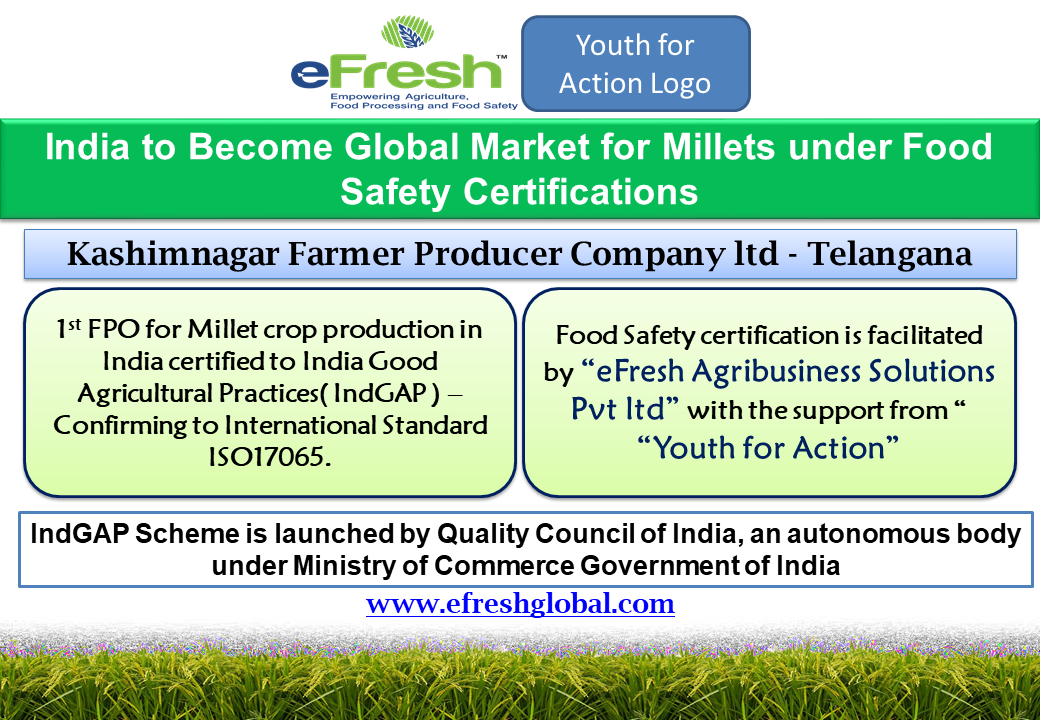 eFresh™
Empowering Agriculture,
Food Processing and Food Safety
Youth for
Action Logo
India to Become Global Market for Millets under Food
Safety Certifications
Kashimnagar Farmer Producer Company ltd - Telangana
1st FPO for Millet crop production in
India certified to India Good
Agricultural Practices( IndGAP ) –
Confirming to International Standard
ISO17065.
Food Safety certification is facilitated
by “eFresh Agribusiness Solutions
Pvt ltd” with the support from “
“Youth for Action”
IndGAP Scheme is launched by Quality Council of India, an autonomous body
under Ministry of Commerce Government of India
www.efreshglobal.com